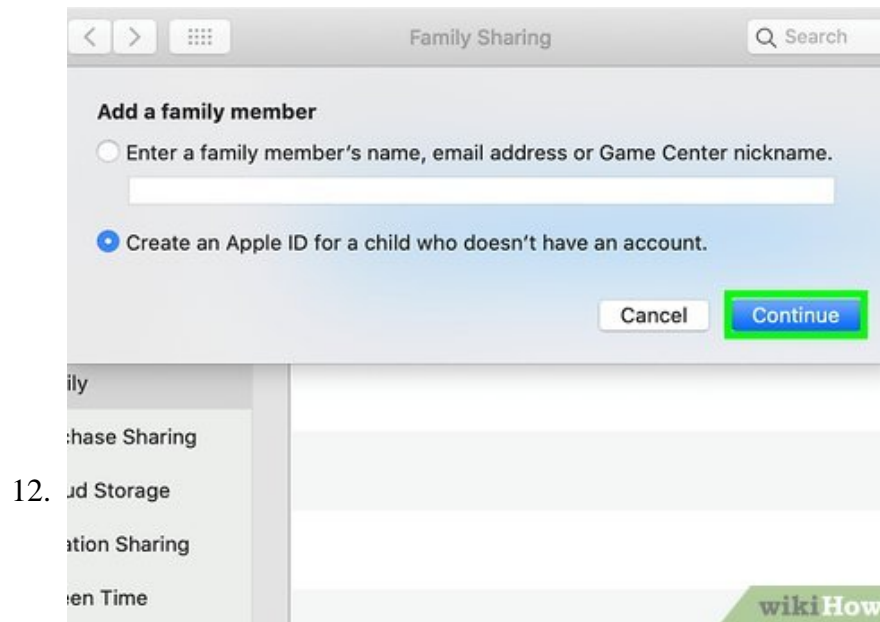 Family Sharing
Search
Add a family member
Enter a family member's name, email address or Game Center nickname.
Create an Apple ID for a child who doesn't have an account.
Cancel
Continue
ily
chase Sharing
12.
ud Storage
ation Sharing
en Time
wikiHow